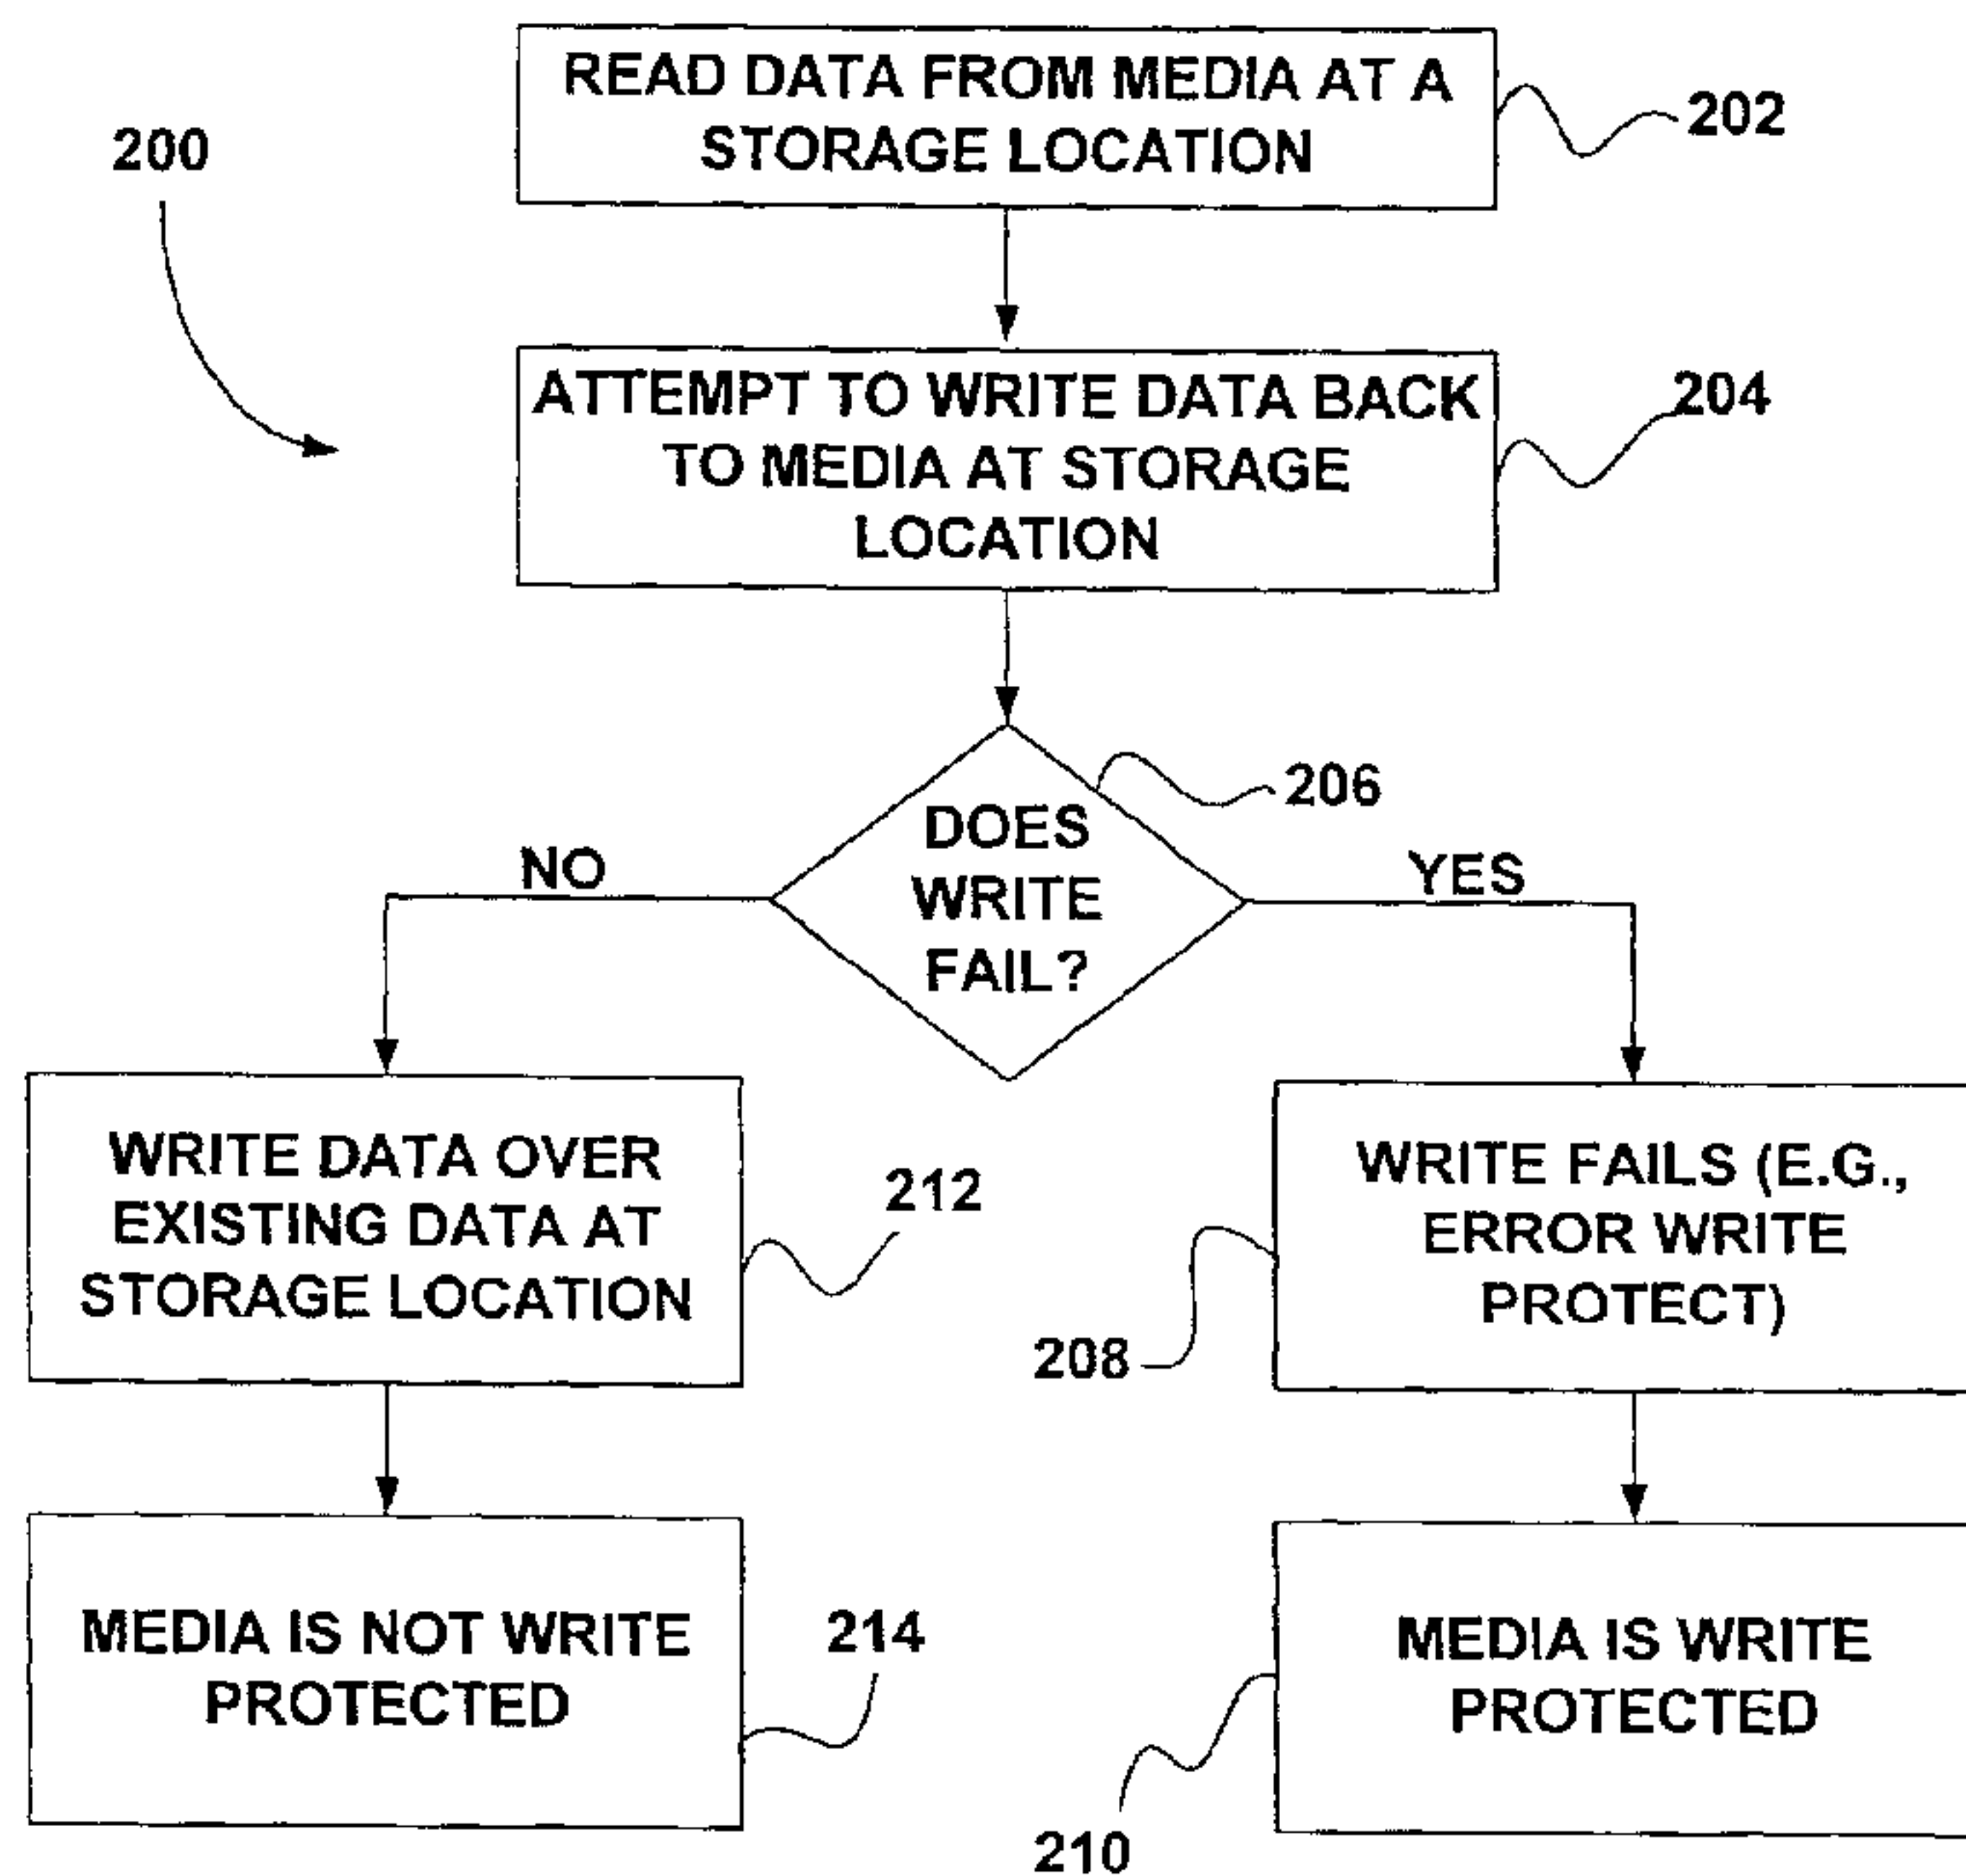 READ DATA FROM MEDIA AT A
STORAGE LOCATION
202
200
ATTEMPT TO WRITE DATA BACK
TO MEDIA AT STORAGE
LOCATION
204
206
DOES
WRITE
FAIL?
NO
YES
WRITE DATA OVER
EXISTING DATA AT
STORAGE LOCATION
212
WRITE FAILS (E.G.,
ERROR WRITE
PROTECT)
208
MEDIA IS NOT WRITE
PROTECTED
214
MEDIA IS WRITE
PROTECTED
210